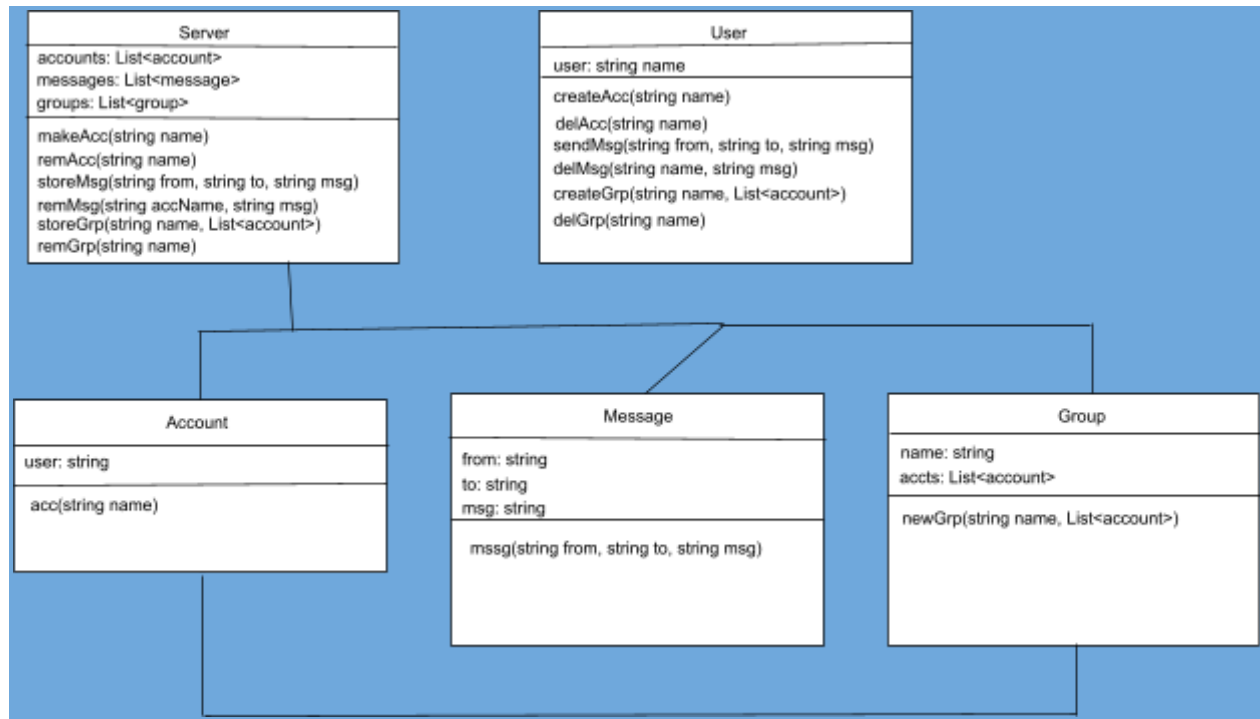 Server
accounts: List<account>
messages: List<message>
groups: List<group>
makeAcc(string name)
remAcc(string name)
storeMsg(string from, string to, string msg)
remMsg(string accName, string msg)
storeGrp(string name, List<account>)
remGrp(string name)
User
user: string name
createAcc(string name)
delAcc(string name)
sendMsg(string from, string to, string msg)
delMsg(string name, string msg)
createGrp(string name, List<account>)
delGrp(string name)
Account
user: string
acc(string name)
Message
from: string
to: string
msg: string
mssg(string from, string to, string msg)
Group
name: string
accts: List<account>
newGrp(string name, List<account>)